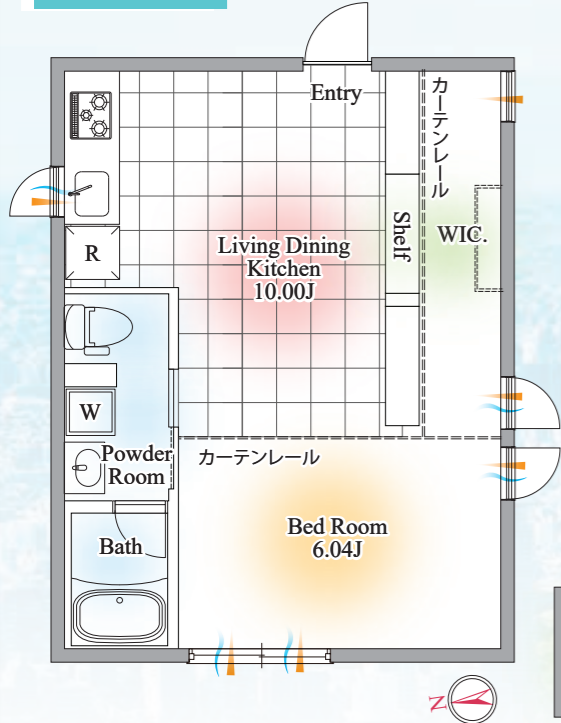 Entry
カーテンレール
Living Dining
Kitchen
10.00J
Shelf
WIC.
R
W
Powder
Room
カーテンレール
Bath
Bed Room
6.04J
N